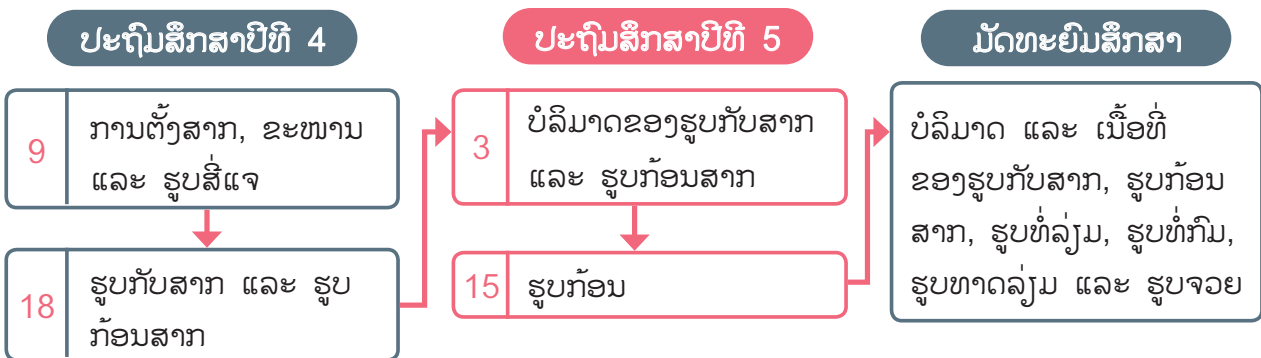 ປະຖົມສຶກສາປີທີ 4
9
ການຕັ້ງສາກ, ຂະໜານ
ແລະ ຮູບສີ່ແຈ
18
ຮູບກັບສາກ ແລະ ຮູບ
ກ້ອນສາກ
ປະຖົມສຶກສາປີທີ 5
3
ບໍລິມາດຂອງຮູບກັບສາກ
ແລະ ຮູບກ້ອນສາກ
15
ຮູບກ້ອນ
ມັດທະຍົມສຶກສາ
ບໍລິມາດ ແລະ ເນື້ອທີ່
ຂອງຮູບກັບສາກ, ຮູບກ້ອນ
ສາກ, ຮູບທໍ່ລ່ຽມ, ຮູບທໍ່ກົມ,
ຮູບທາດລ່ຽມ ແລະ ຮູບຈວຍ